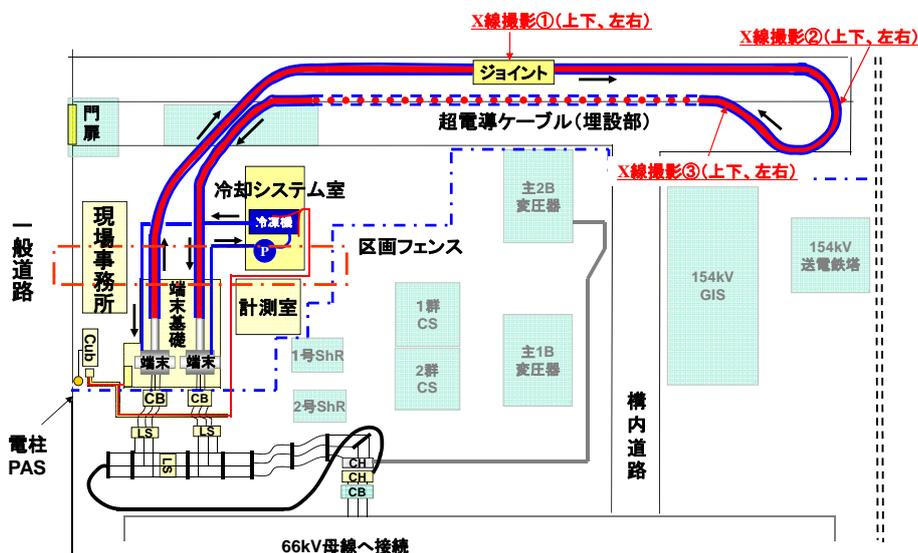 X線撮影①(上下、左右)
X線撮影②(上下、左右)
ジョイント
門扉
超電導ケーブル(埋設部)
X線撮影③(上下、左右)
冷却システム室
主2B
変圧器
冷凍機
一般道路
現場事務所
P
区画フェンス
154kV
送電鉄塔
154kV
GIS
端末基礎
計測室
1群
CS
Cub
端末
端末
1号ShR
2群
CS
主1B
変圧器
CB
CB
2号ShR
構内道路
電柱
PAS
LS
LS
LS
CH
CH
CB
66kV母線へ接続